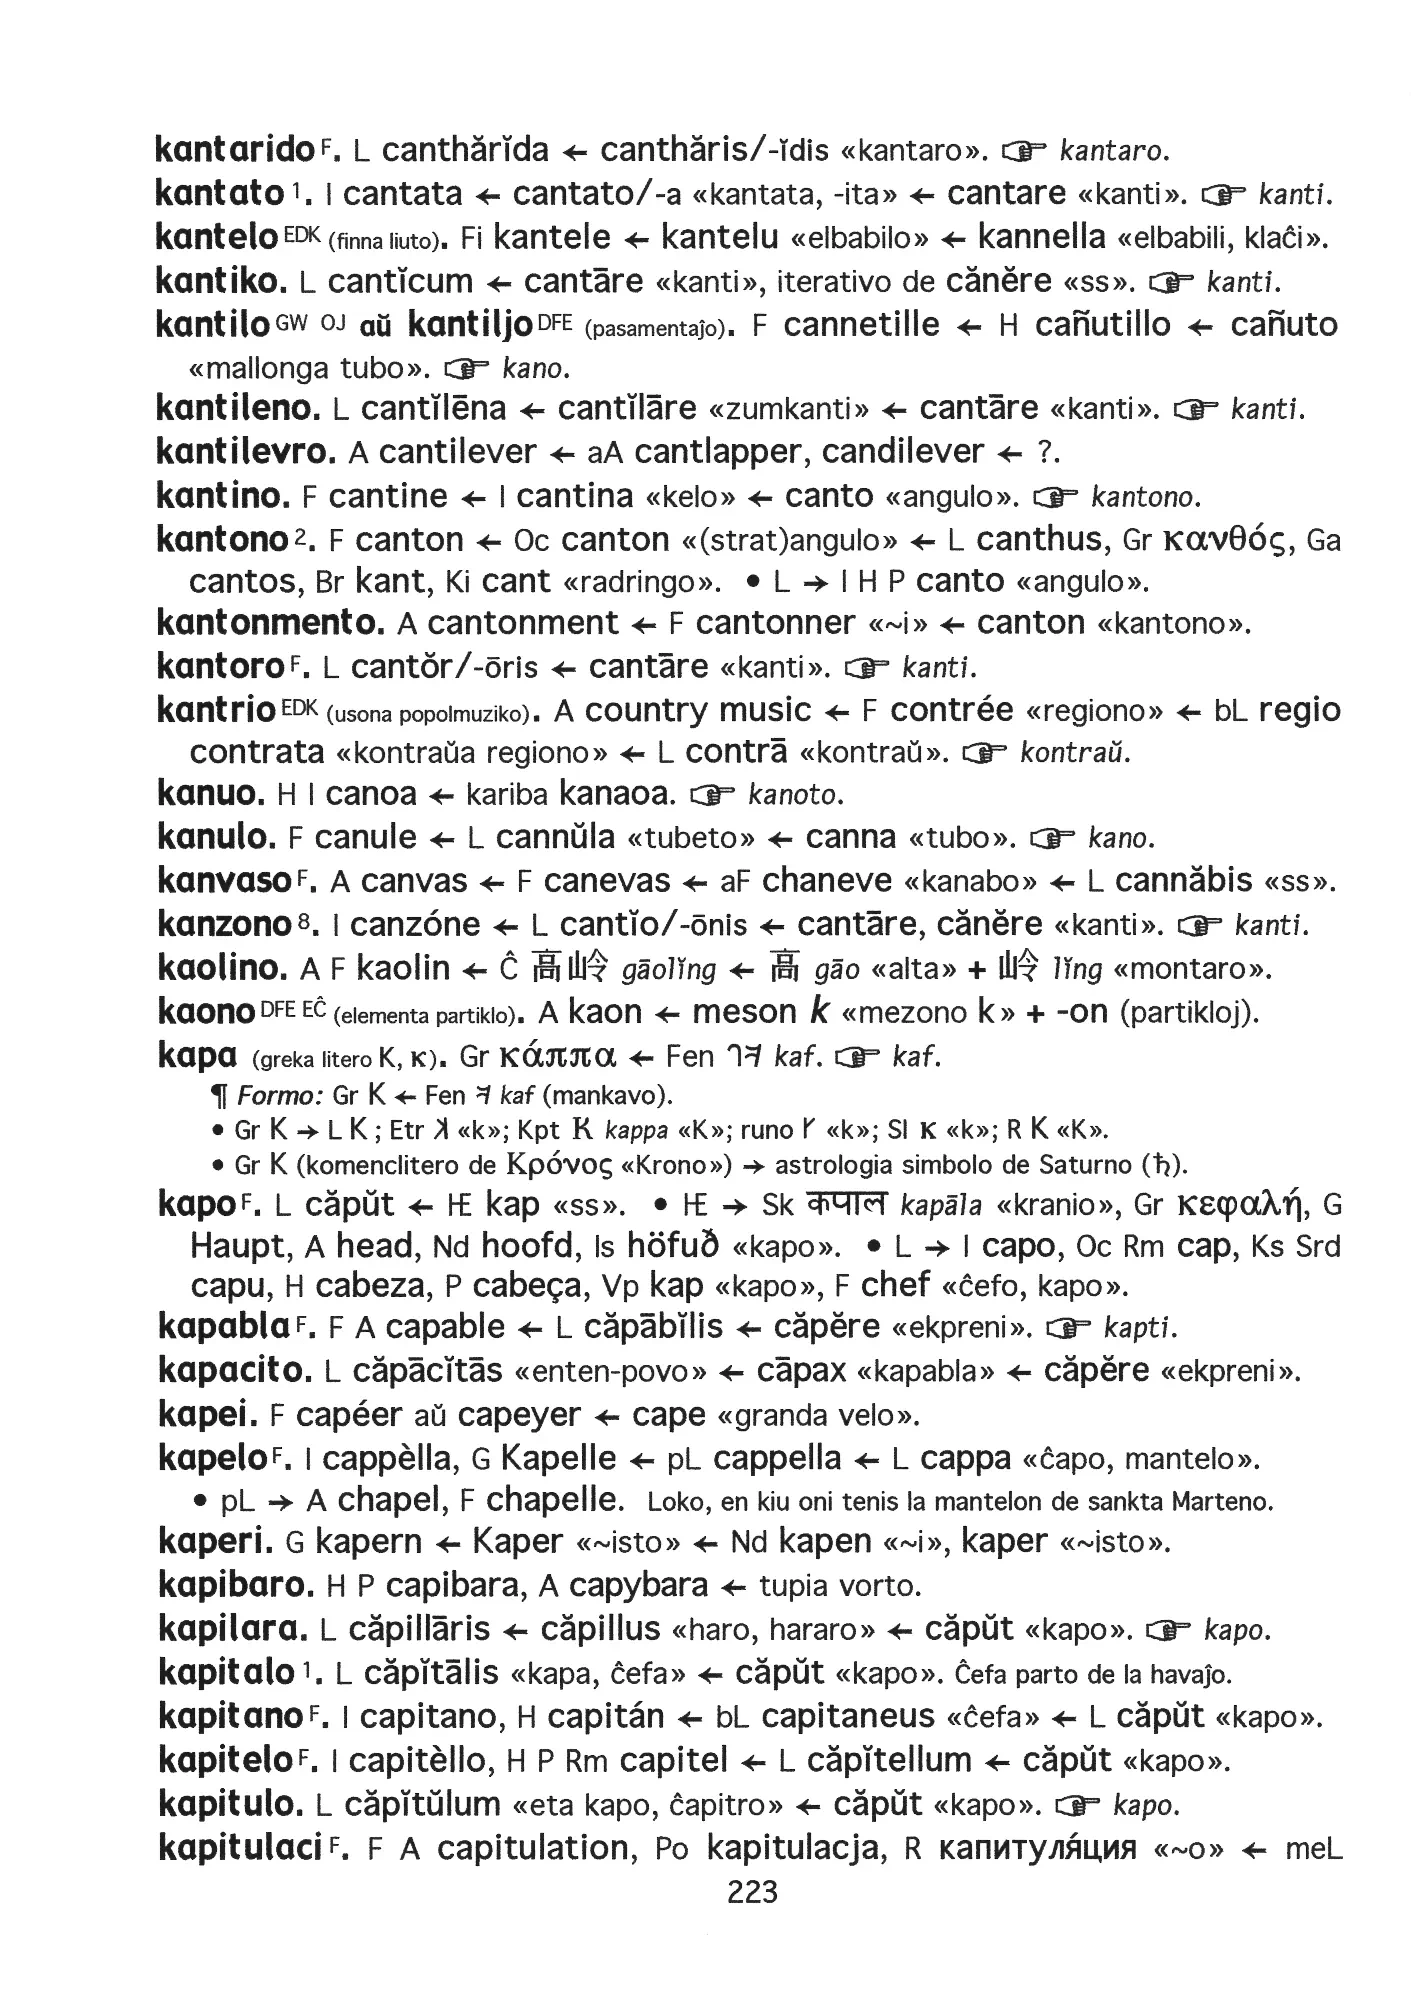 kantarido F. L canthărĭda ← canthăris/-ĭdis «kantaro». ☞ kantaro.
kantato 1. I cantata ← cantato/-a «kantata, -ita» ← cantare «kanti». ☞ kanti.
kantelo EDK (finna liuto). Fi kantele ← kantelu «elbabilo» ← kannella «elbabili, klaĉi».
kantiko. L cantĭcum ← cantāre «kanti», iterativo de cănĕre «ss». ☞ kanti.
kantilo GW OJ aŭ kantiljo DFE (pasamentaĵo). F cannetille ← H cañutillo ← cañuto
«mallonga tubo». ☞ kano.
kantileno. L cantĭlēna ← cantĭlāre «zumkanti» ← cantāre «kanti». ☞ kanti.
kantilevro. A cantilever ← aA cantlapper, candilever ← ?.
kantino. F cantine ← I cantina «kelo» ← canto «angulo». ☞ kantono.
kantono 2. F canton ← Oc canton «(strat)angulo» ← L canthus, Gr κανθός, Ga
cantos, Br kant, Ki cant «radringo». • L → I H P canto «angulo».
kantonmento. A cantonment ← F cantonner «~i» ← canton «kantono».
kantoro F. L cantŏr/-ōris ← cantāre «kanti». ☞ kanti.
kantrio EDK (usona popolmuziko). A country music ← F contrée «regiono» ← bL regio
contrata «kontraŭa regiono» ← L contrā «kontraŭ». ☞ kontraŭ.
kanuo. H I canoa ← kariba kanaoa. ☞ kanoto.
kanulo. F canule ← L cannŭla «tubeto» ← canna «tubo». ☞ kano.
kanvaso F. A canvas ← F canevas ← aF chaneve «kanabo» ← L cannăbis «ss».
kanzono 8. I canzóne ← L cantĭo/-ōnis ← cantāre, cănĕre «kanti». ☞ kanti.
kaolino. A F kaolin ← Ĉ 高岭 gāolǐng ← 高 gāo «alta» + 岭 lǐng «montaro».
kaono DFE EĈ (elementa partiklo). A kaon ← meson k «mezono k» + -on (partikloj).
kapa (greka litero K, κ). Gr κάππα ← Fen 𐤊𐤐 kaf. ☞ kaf.
¶ Formo: Gr K ← Fen 𐤊 kaf (mankavo).
• Gr K → L K; Etr 𐌊 «k»; Kpt Ⲕ kappa «K»; runo ᚴ «k»; Sl к «k»; R К «K».
• Gr K (komenclitero de Κρόνος «Krono») → astrologia simbolo de Saturno (♄).
kapo F. L căpŭt ← IE kap «ss». • IE → Sk कपाल kapāla «kranio», Gr κεφαλή, G
Haupt, A head, Nd hoofd, Is höfuð «kapo». • L → I capo, Oc Rm cap, Ks Srd
capu, H cabeza, P cabeça, Vp kap «kapo», F chef «ĉefo, kapo».
kapabla F. F A capable ← L căpābĭlis ← căpĕre «ekpreni». ☞ kapti.
kapacito. L căpācĭtās «enten-povo» ← cāpax «kapabla» ← căpĕre «ekpreni».
kapei. F capéer aŭ capeyer ← cape «granda velo».
kapelo F. I cappèlla, G Kapelle ← pL cappella ← L cappa «ĉapo, mantelo».
• pL → A chapel, F chapelle. Loko, en kiu oni tenis la mantelon de sankta Marteno.
kaperi. G kapern ← Kaper «~isto» ← Nd kapen «~i», kaper «~isto».
kapibaro. H P capibara, A capybara ← tupia vorto.
kapilara. L căpillāris ← căpillus «haro, hararo» ← căpŭt «kapo». ☞ kapo.
kapitalo 1. L căpĭtālis «kapa, ĉefa» ← căpŭt «kapo». Ĉefa parto de la havaĵo.
kapitano F. I capitano, H capitán ← bL capitaneus «ĉefa» ← L căpŭt «kapo».
kapitelo F. I capitèllo, H P Rm capitel ← L căpĭtellum ← căpŭt «kapo».
kapitulo. L căpĭtŭlum «eta kapo, ĉapitro» ← căpŭt «kapo». ☞ kapo.
kapitulaci F. F A capitulation, Po kapitulacja, R капитуля́ция «~o» ← meL
223